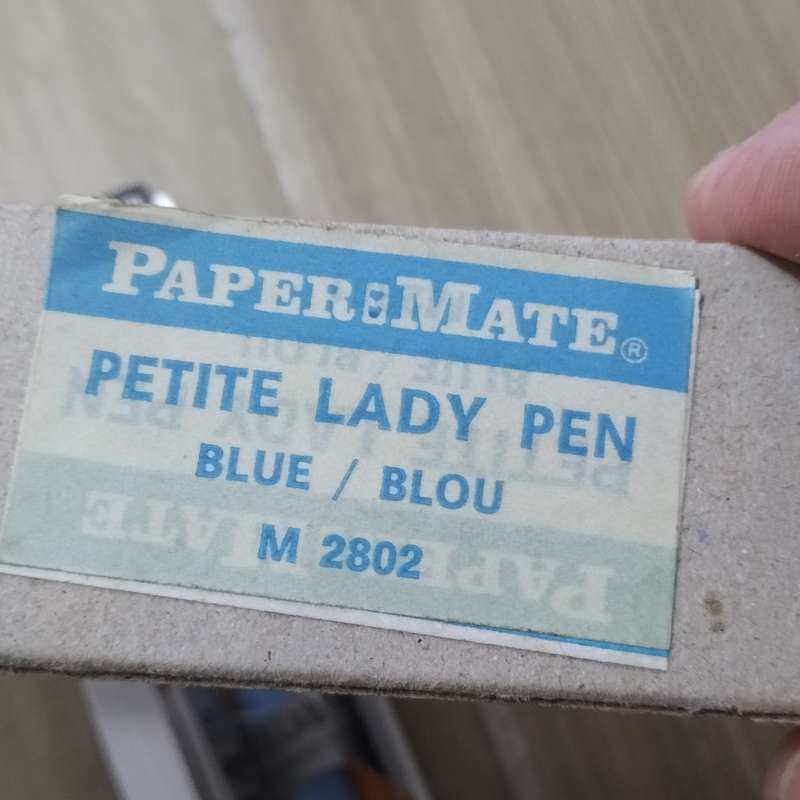 PAPER:MATE®
PETITE LADY PEN
BLUE / BLOU
M 2802